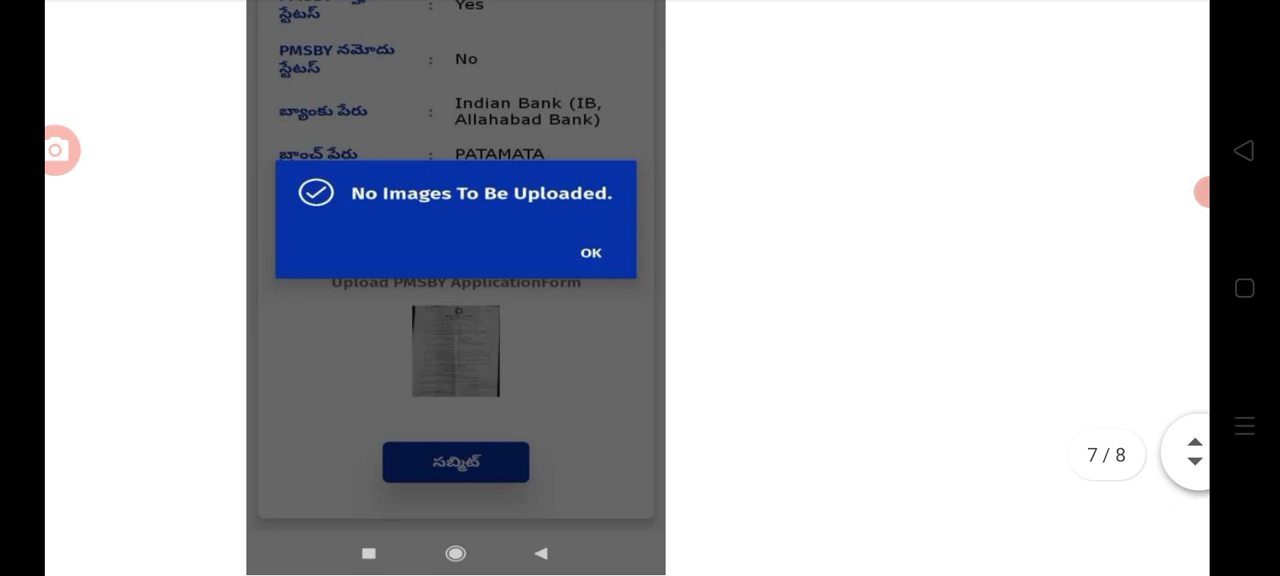 స్టేటస్
: Yes
PMSBY నమోదు
స్టేటస్
: No
బ్యాంకు పేరు
: Indian Bank (IB,
Allahabad Bank)
బ్రాంచ్ పేరు : PATAMATA
No Images To Be Uploaded.
OK
Upload PMSBY ApplicationForm
సబ్మిట్
7 / 8